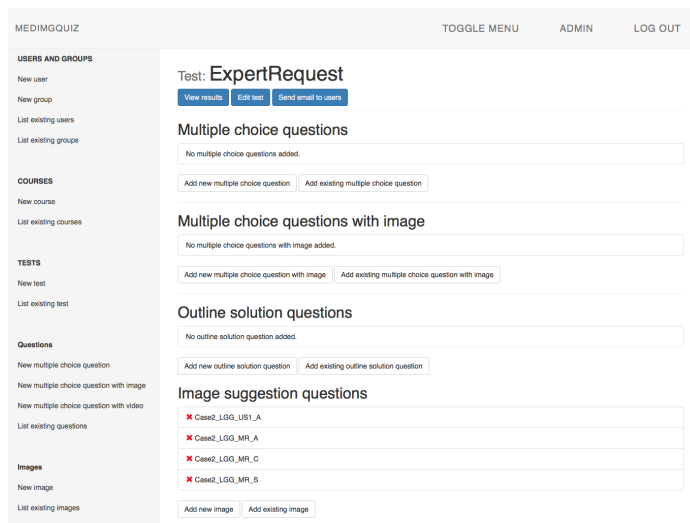 MEDIMGQUIZ
TOGGLE MENU ADMIN LOG OUT
USERS AND GROUPS
New user
New group
List existing users
List existing groups
COURSES
New course
List existing courses
TESTS
New test
List existing test
Questions
New multiple choice question
New multiple choice question with image
New multiple choice question with video
List existing questions
Images
New image
List existing images
Test: ExpertRequest
View results Edit test Send email to users
Multiple choice questions
No multiple choice questions added.
Add new multiple choice question Add existing multiple choice question
Multiple choice questions with image
No multiple choice questions with image added.
Add new multiple choice question with image Add existing multiple choice question with image
Outline solution questions
No outline solution question added.
Add new outline solution question Add existing outline solution question
Image suggestion questions
Case2_LGG_US1_A
Case2_LGG_MR_A
Case2_LGG_MR_C
Case2_LGG_MR_S
Add new image Add existing image